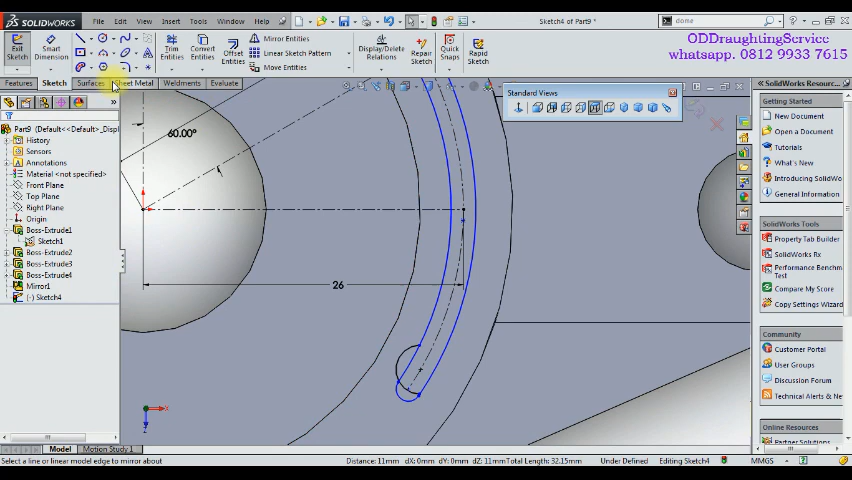 SOLIDWORKS
File Edit View Insert Tools Window Help
Sketch4 of Part9 *
dome
ODDraughtingService
whatsapp. 0812 9933 7615
Exit Sketch
Smart Dimension
Trim Entities
Convert Entities
Offset Entities
Mirror Entities
Linear Sketch Pattern
Move Entities
Display/Delete Relations
Repair Sketch
Quick Snaps
Rapid Sketch
Features Sketch Surfaces Sheet Metal Weldments Evaluate
Standard Views
Part9 (Default<<Default>_Displ
History
Sensors
Annotations
Material <not specified>
Front Plane
Top Plane
Right Plane
Origin
Boss-Extrude1
Sketch1
Boss-Extrude2
Boss-Extrude3
Boss-Extrude4
Mirror1
(-) Sketch4
60.00°
26
X
SolidWorks Resourc...
Getting Started
New Document
Open a Document
Tutorials
What's New
Introducing SolidWorks
General Information
SolidWorks Tools
Property Tab Builder
SolidWorks Rx
Performance Benchmark Test
Compare My Score
Copy Settings Wizard
Community
Customer Portal
User Groups
Discussion Forum
Technical Alerts & New
Online Resources
Partner Solutions
Model Motion Study 1
Select a line or linear model edge to mirror about
Distance: 11mm dX: 0mm dY: 0mm dZ: 11mm Total Length: 32.15mm
Under Defined
Editing Sketch4
MMGS